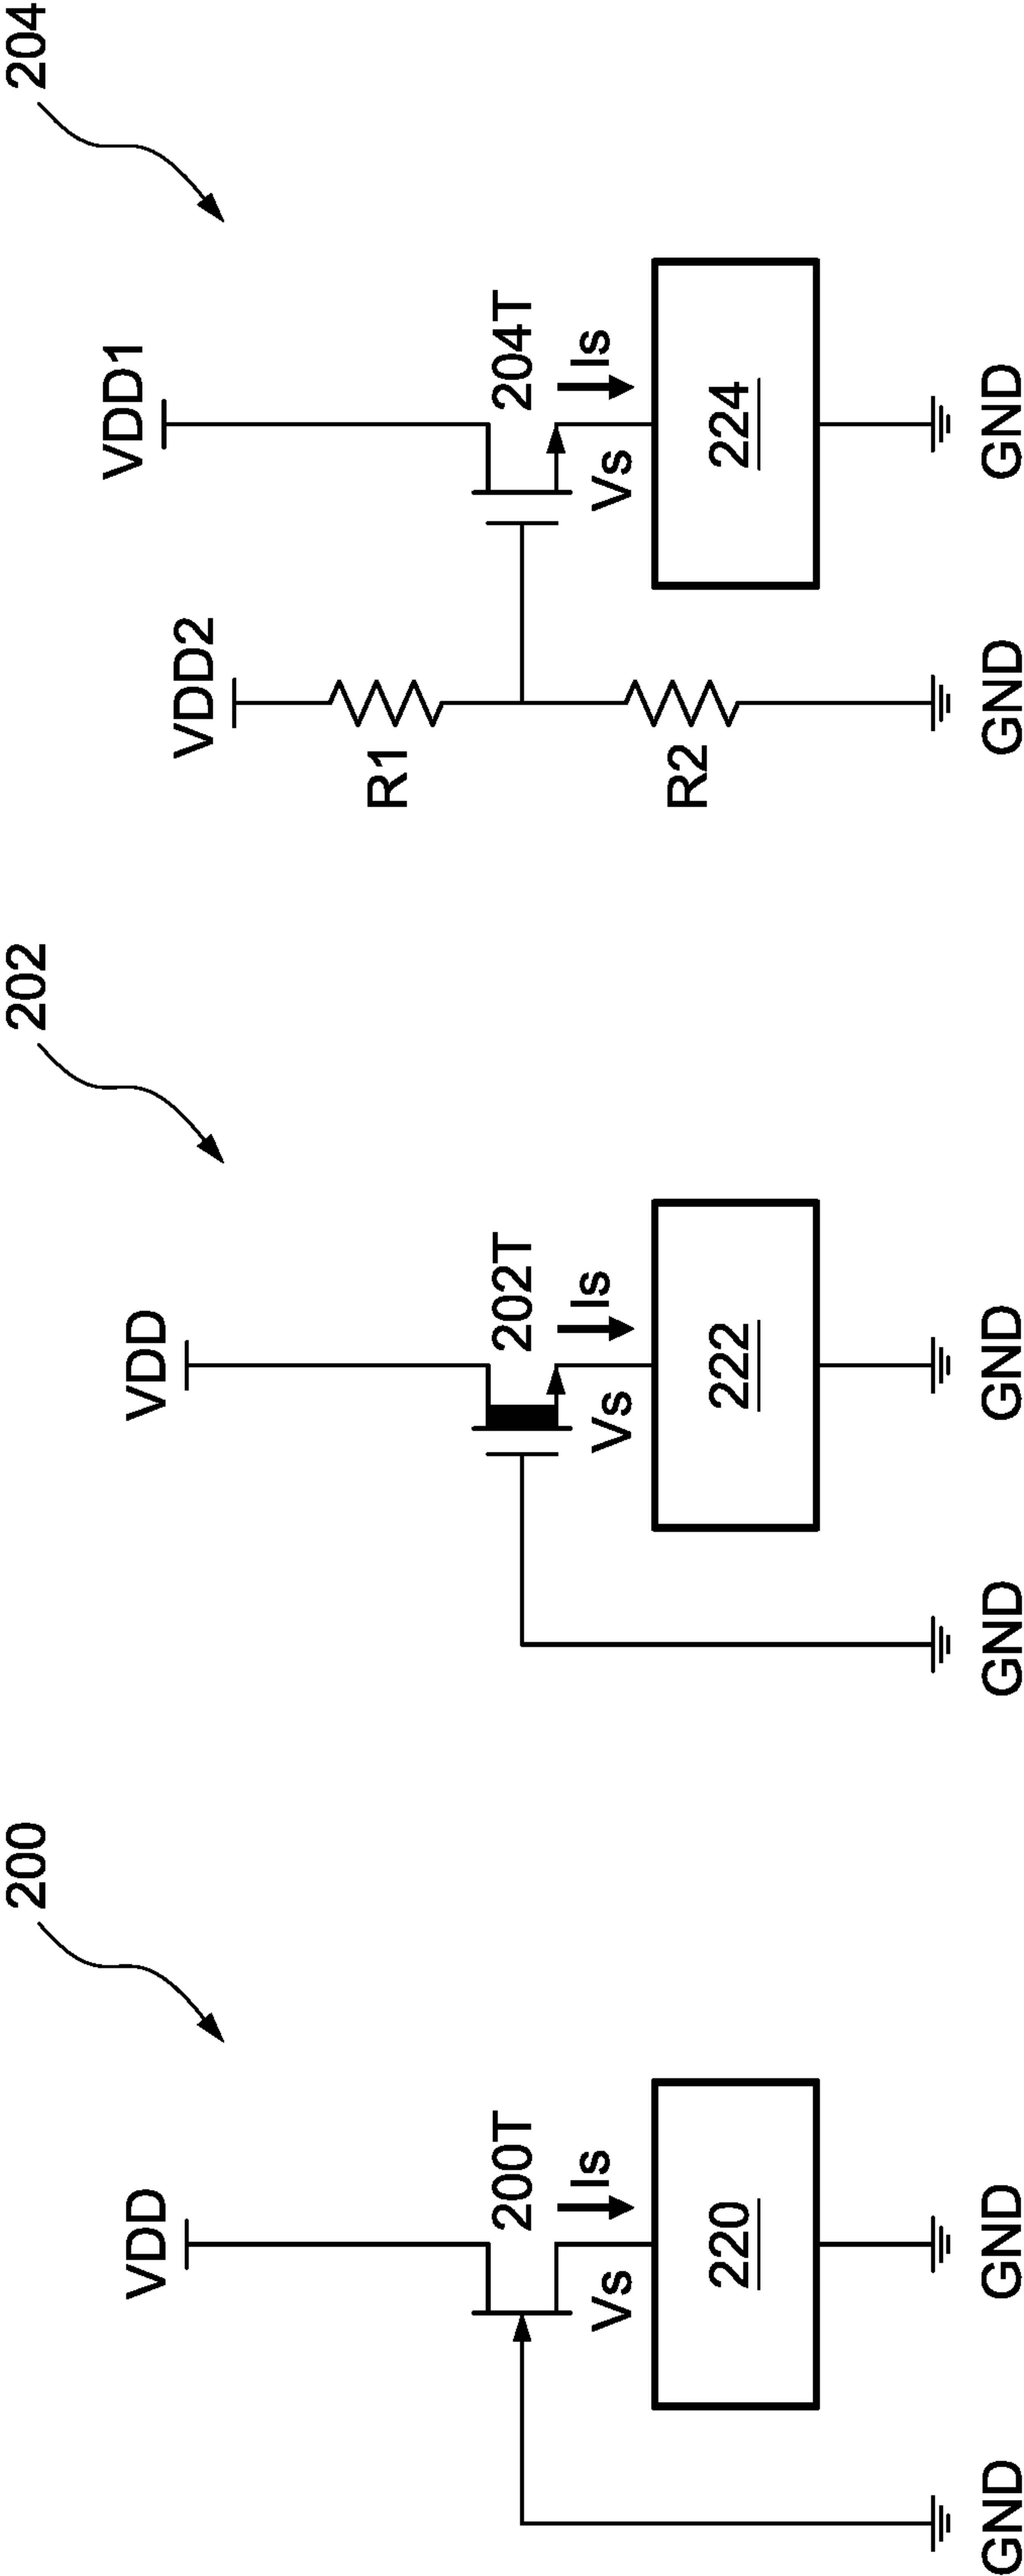 200
VDD
200T
Is
Vs
220
GND
GND
202
VDD
202T
Is
Vs
222
GND
GND
204
VDD1
VDD2
204T
R1
Is
Vs
R2
224
GND
GND